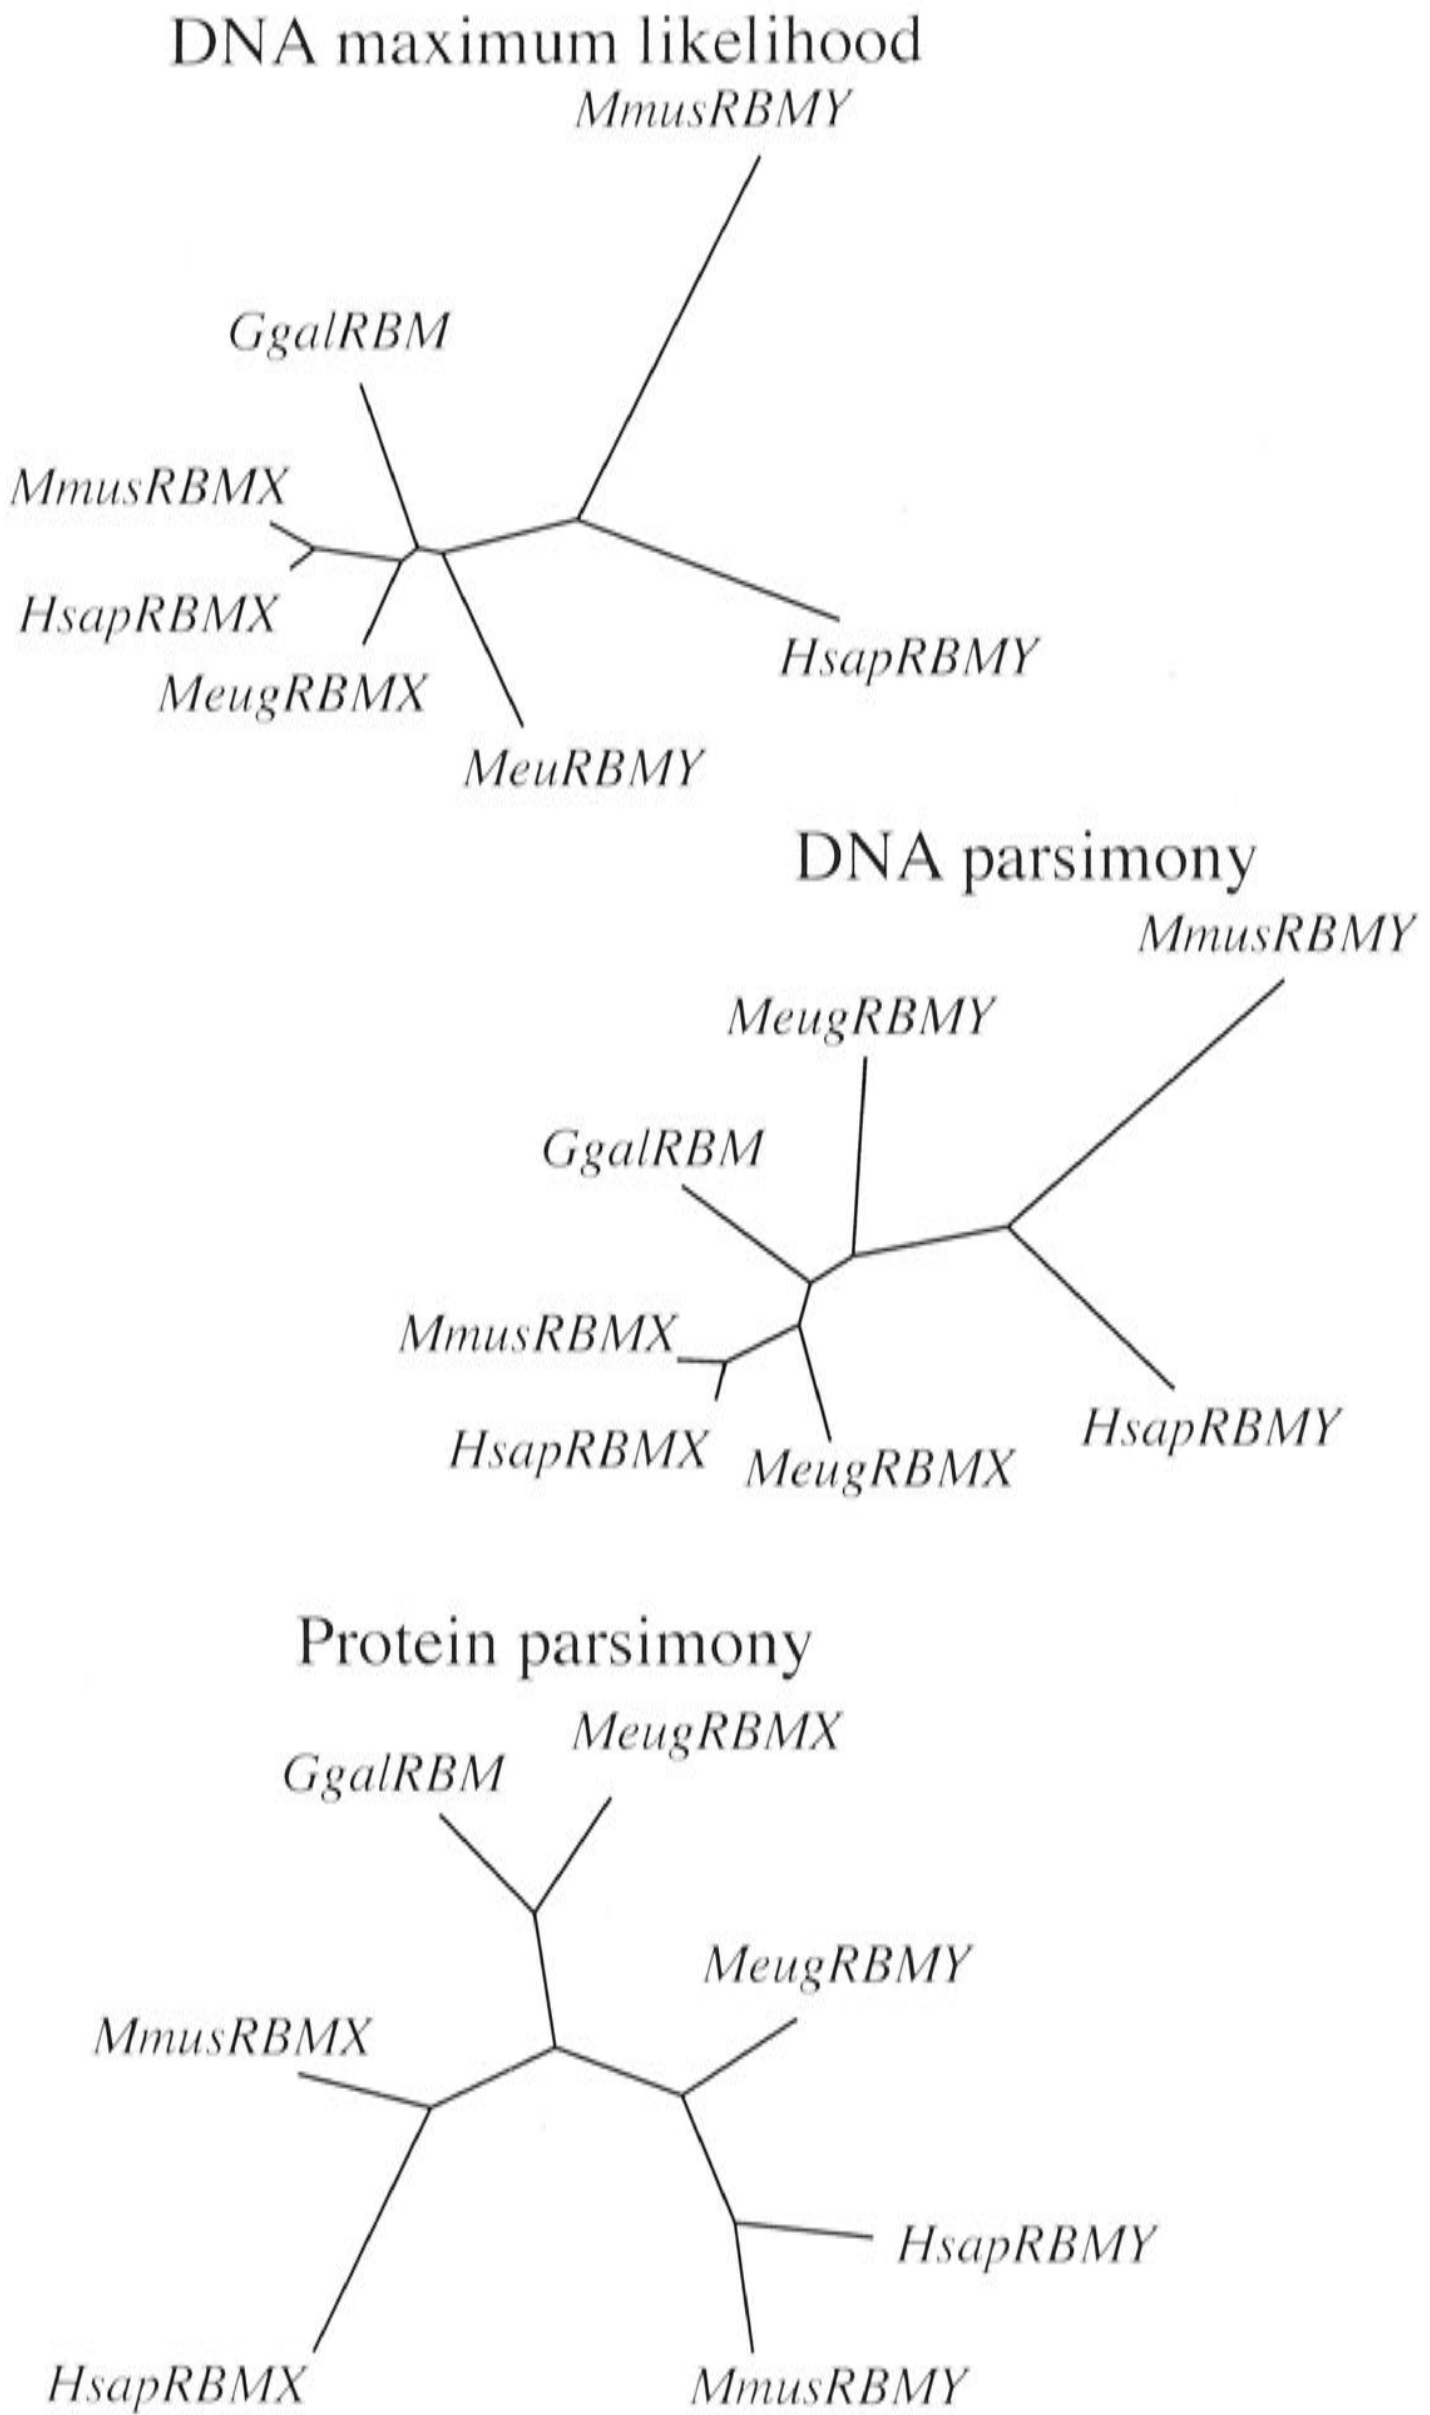 DNA maximum likelihood
MmusRBMY
GgalRBM
MmusRBMX
HsapRBMX
HsapRBMY
MeugRBMX
MeuRBMY
DNA parsimony
MmusRBMY
MeugRBMY
GgalRBM
MmusRBMX
HsapRBMY
HsapRBMX
MeugRBMX
Protein parsimony
MeugRBMX
GgalRBM
MeugRBMY
MmusRBMX
HsapRBMY
HsapRBMX
MmusRBMY